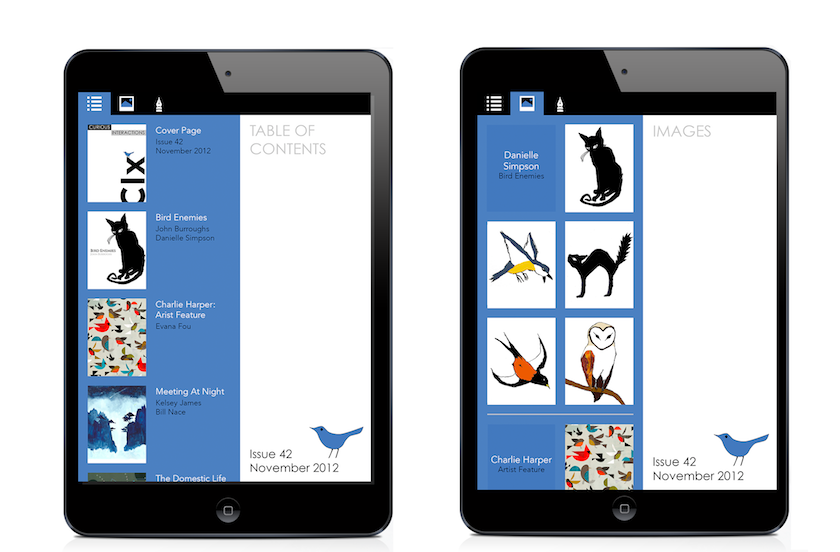 TABLE OF
CONTENTS
CURIOUS
INTERACTIONS
CIX
Cover Page
Issue 42
November 2012
BIRD ENEMIES
Bird Enemies
John Burroughs
Danielle Simpson
Charlie Harper:
Arist Feature
Evana Fou
Meeting At Night
Kelsey James
Bill Nace
The Domestic Life
Issue 42
November 2012
IMAGES
Danielle
Simpson
Bird Enemies
Charlie Harper
Artist Feature
Issue 42
November 2012